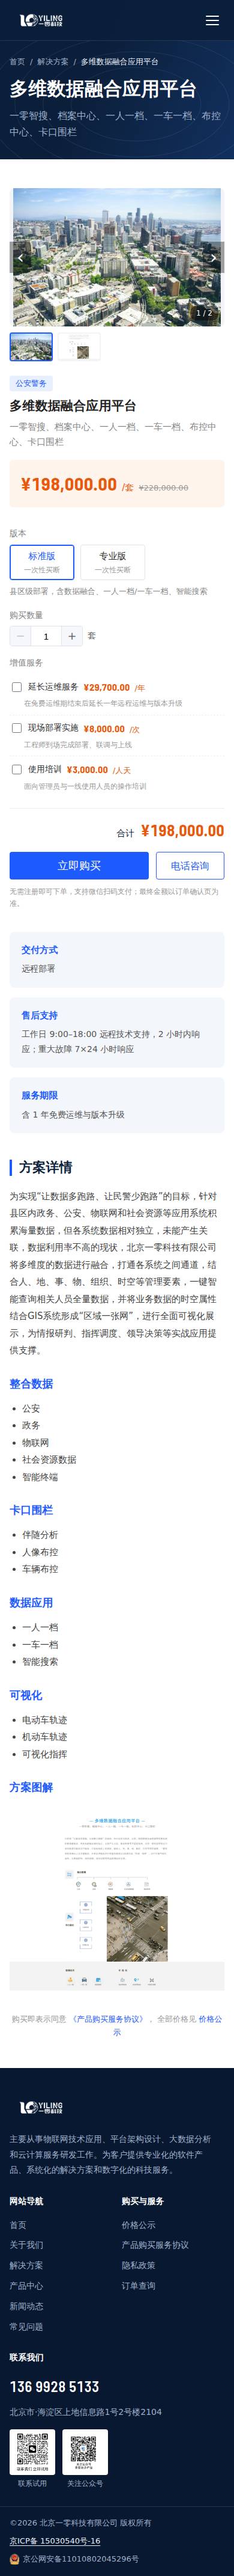 YILING
一零科技
首页 / 解决方案 / 多维数据融合应用平台
多维数据融合应用平台
一零智搜、档案中心、一人一档、一车一档、布控
中心、卡口围栏
1 / 2
公安警务
多维数据融合应用平台
一零智搜、档案中心、一人一档、一车一档、布控中
心、卡口围栏
¥198,000.00 /套 ¥228,000.00
版本
标准版
一次性买断
专业版
一次性买断
县区级部署，含数据融合、一人一档/一车一档、智能搜索
购买数量
− 1 + 套
增值服务
延长运维服务 ¥29,700.00 /年
在免费运维期结束后延长一年远程运维与版本升级
现场部署实施 ¥8,000.00 /次
工程师到场完成部署、联调与上线
使用培训 ¥3,000.00 /人天
面向管理员与一线使用人员的操作培训
合计 ¥198,000.00
立即购买
电话咨询
无需注册即可下单，支持微信扫码支付；最终金额以订单确认页为
准。
交付方式
远程部署
售后支持
工作日 9:00–18:00 远程技术支持，2 小时内响
应；重大故障 7×24 小时响应
服务期限
含 1 年免费运维与版本升级
方案详情
为实现“让数据多跑路、让民警少跑路”的目标，针对
县区内政务、公安、物联网和社会资源等应用系统积
累海量数据，但各系统数据相对独立，未能产生关
联，数据利用率不高的现状，北京一零科技有限公司
将多维度的数据进行融合，打通各系统之间通道，结
合人、地、事、物、组织、时空等管理要素，一键智
能查询相关人员全量数据，并将业务数据的时空属性
结合GIS系统形成“区域一张网”，进行全面可视化展
示，为情报研判、指挥调度、领导决策等实战应用提
供支撑。
整合数据
公安
政务
物联网
社会资源数据
智能终端
卡口围栏
伴随分析
人像布控
车辆布控
数据应用
一人一档
一车一档
智能搜索
可视化
电动车轨迹
机动车轨迹
可视化指挥
方案图解
多维数据融合应用平台
购买即表示同意 《产品购买服务协议》 ，全部价格见 价格公
示
YILING
一零科技
主要从事物联网技术应用、平台架构设计、大数据分析
和云计算服务研发工作。为客户提供专业化的软件产
品、系统化的解决方案和数字化的科技服务。
网站导航
首页
关于我们
解决方案
产品中心
新闻动态
常见问题
购买与服务
价格公示
产品购买服务协议
隐私政策
订单查询
联系我们
136 9928 5133
北京市·海淀区上地信息路1号2号楼2104
联系试用
关注公众号
©2026 北京一零科技有限公司 版权所有
京ICP备 15030540号-16
京公网安备11010802045296号